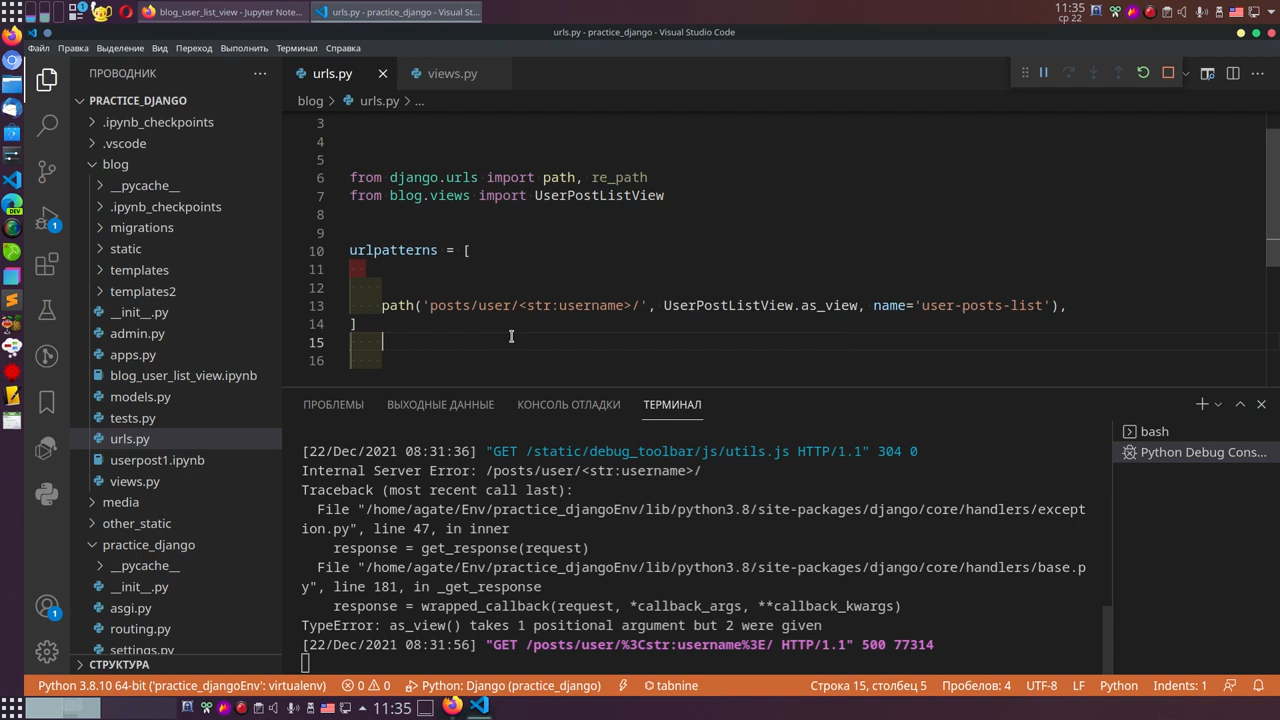 blog_user_list_view - Jupyter Note...
urls.py - practice_django - Visual St...
11:35
ср 22
urls.py - practice_django - Visual Studio Code
Файл Правка Выделение Вид Переход Выполнить Терминал Справка
ПРОВОДНИК
urls.py
views.py
PRACTICE_DJANGO
blog > urls.py > ...
.ipynb_checkpoints
.vscode
blog
__pycache__
.ipynb_checkpoints
migrations
static
templates
templates2
__init__.py
admin.py
apps.py
blog_user_list_view.ipynb
models.py
tests.py
urls.py
userpost1.ipynb
views.py
media
other_static
practice_django
__pycache__
__init__.py
asgi.py
routing.py
settings.py
СТРУКТУРА
DEV
1
1
3
4
5
6 from django.urls import path, re_path
7 from blog.views import UserPostListView
8
9
10 urlpatterns = [
11
12
13 path('posts/user/<str:username>/', UserPostListView.as_view, name='user-posts-list'),
14 ]
15
16
ПРОБЛЕМЫ ВЫХОДНЫЕ ДАННЫЕ КОНСОЛЬ ОТЛАДКИ ТЕРМИНАЛ
bash
Python Debug Cons...
[22/Dec/2021 08:31:36] "GET /static/debug_toolbar/js/utils.js HTTP/1.1" 304 0
Internal Server Error: /posts/user/<str:username>/
Traceback (most recent call last):
File "/home/agate/Env/practice_djangoEnv/lib/python3.8/site-packages/django/core/handlers/except
ion.py", line 47, in inner
response = get_response(request)
File "/home/agate/Env/practice_djangoEnv/lib/python3.8/site-packages/django/core/handlers/base.p
y", line 181, in _get_response
response = wrapped_callback(request, *callback_args, **callback_kwargs)
TypeError: as_view() takes 1 positional argument but 2 were given
[22/Dec/2021 08:31:56] "GET /posts/user/%3Cstr:username%3E/ HTTP/1.1" 500 77314
Python 3.8.10 64-bit ('practice_djangoEnv': virtualenv) 0 0 Python: Django (practice_django) tabnine Строка 15, столбец 5 Пробелов: 4 UTF-8 LF Python Indents: 1
11:35